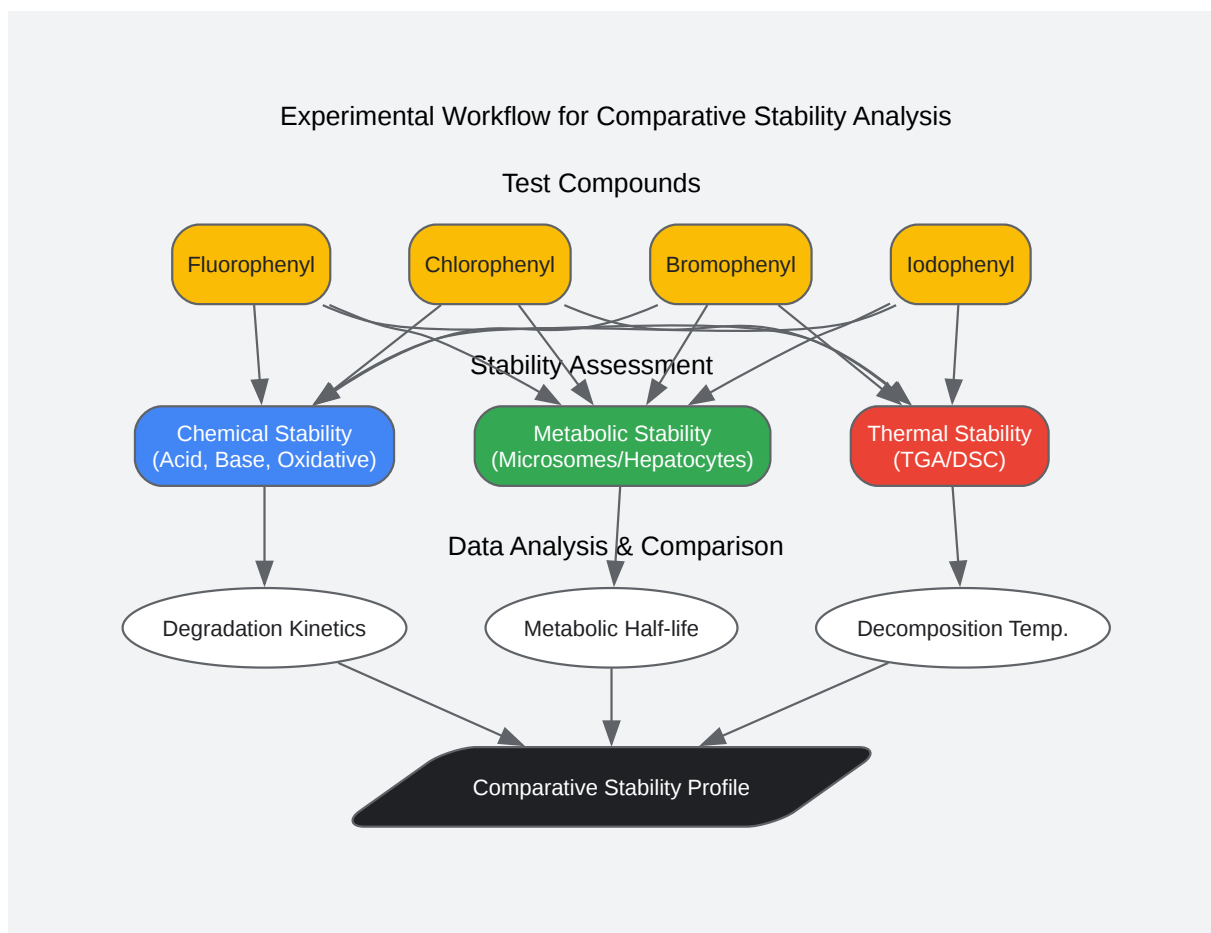 Experimental Workflow for Comparative Stability Analysis
Test Compounds
Fluorophenyl
Chlorophenyl
Bromophenyl
Iodophenyl
Stability Assessment
Chemical Stability
(Acid, Base, Oxidative)
Metabolic Stability
(Microsomes/Hepatocytes)
Thermal Stability
(TGA/DSC)
Data Analysis & Comparison
Degradation Kinetics
Metabolic Half-life
Decomposition Temp.
Comparative Stability Profile